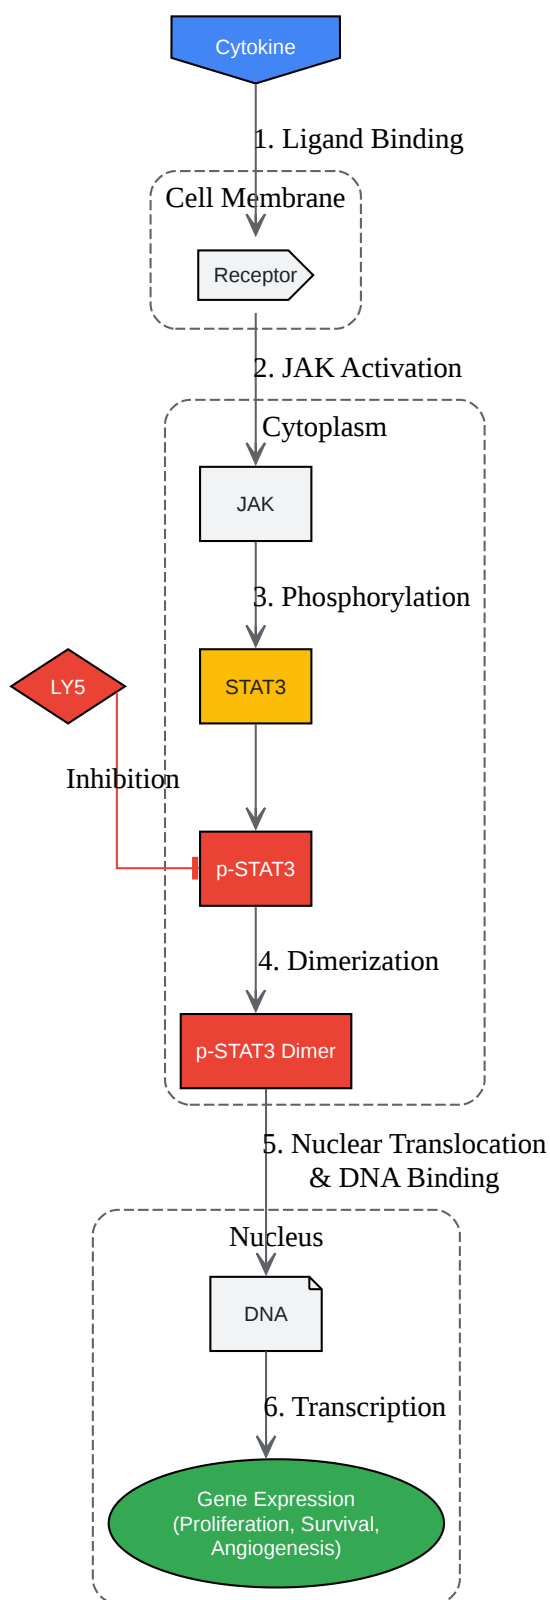 Cytokine
1. Ligand Binding
Cell Membrane
Receptor
2. JAK Activation
Cytoplasm
JAK
3. Phosphorylation
LY5
STAT3
Inhibition
p-STAT3
4. Dimerization
p-STAT3 Dimer
5. Nuclear Translocation
& DNA Binding
Nucleus
DNA
6. Transcription
Gene Expression
(Proliferation, Survival,
Angiogenesis)